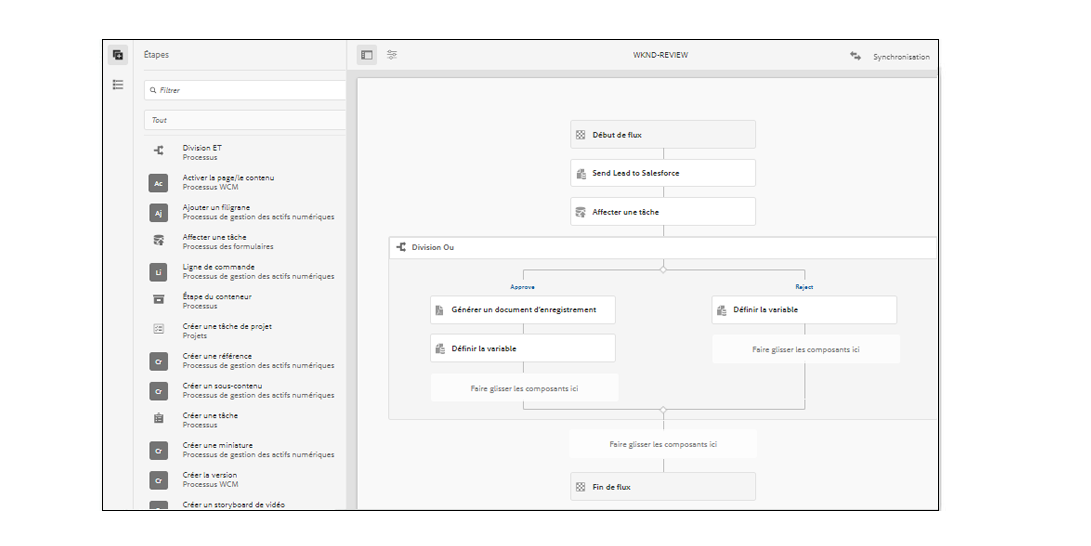 Étapes
WKND-REVIEW
Synchronisation
Filtrer
Tout
Division ET
Processus
Ac
Activer la page/le contenu
Processus WCM
Aj
Ajouter un filigrane
Processus de gestion des actifs numériques
Affecter une tâche
Processus des formulaires
Li
Ligne de commande
Processus de gestion des actifs numériques
Étape du conteneur
Processus
Créer une tâche de projet
Projets
Cr
Créer une référence
Processus de gestion des actifs numériques
Cr
Créer un sous-contenu
Processus de gestion des actifs numériques
Créer une tâche
Processus
Cr
Créer une miniature
Processus de gestion des actifs numériques
Cr
Créer la version
Processus WCM
Créer un storyboard de vidéo
Début de flux
Send Lead to Salesforce
Affecter une tâche
Division Ou
Approve
Générer un document d'enregistrement
Définir la variable
Faire glisser les composants ici
Reject
Définir la variable
Faire glisser les composants ici
Faire glisser les composants ici
Fin de flux